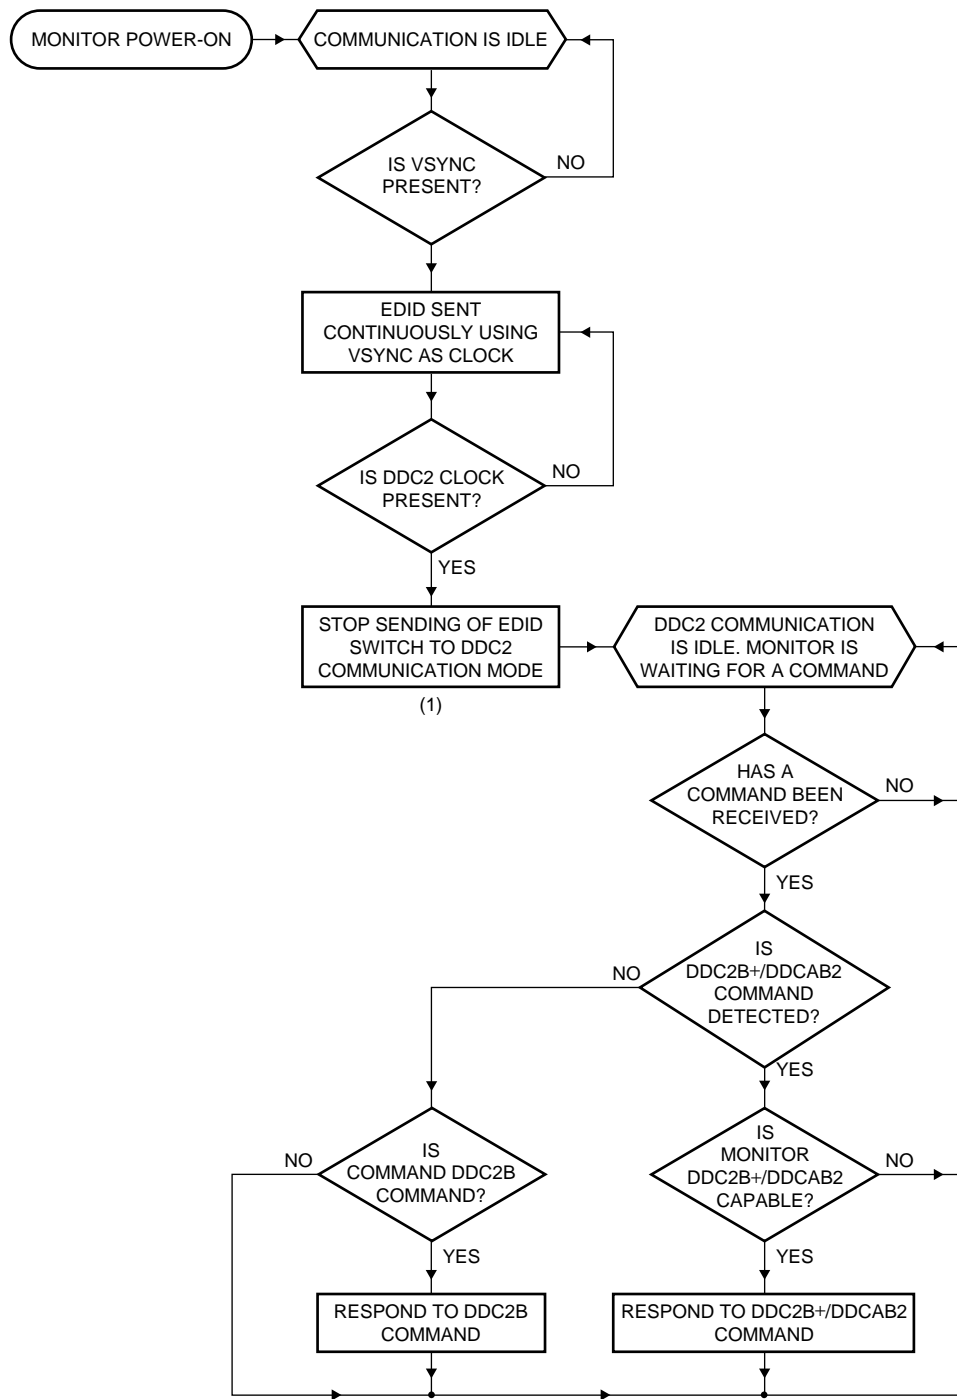 MONITOR POWER-ON
COMMUNICATION IS IDLE
IS VSYNC
PRESENT?
NO
EDID SENT
CONTINUOUSLY USING
VSYNC AS CLOCK
IS DDC2 CLOCK
PRESENT?
NO
YES
STOP SENDING OF EDID
SWITCH TO DDC2
COMMUNICATION MODE
(1)
DDC2 COMMUNICATION
IS IDLE. MONITOR IS
WAITING FOR A COMMAND
HAS A
COMMAND BEEN
RECEIVED?
NO
YES
IS
DDC2B+/DDCAB2
COMMAND
DETECTED?
NO
YES
IS
COMMAND DDC2B
COMMAND?
NO
YES
IS
MONITOR
DDC2B+/DDCAB2
CAPABLE?
NO
YES
RESPOND TO DDC2B
COMMAND
RESPOND TO DDC2B+/DDCAB2
COMMAND